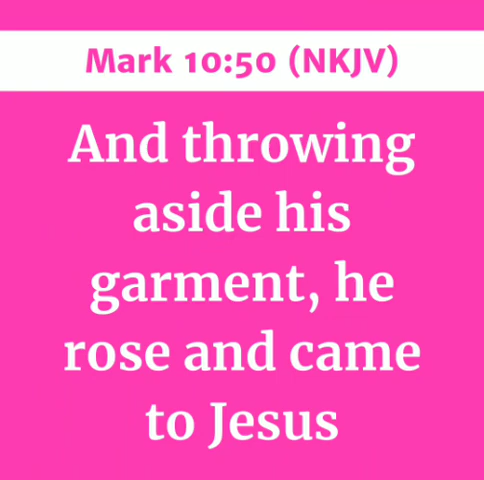 Mark 10:50 (NKJV)
And throwing
aside his
garment, he
rose and came
to Jesus